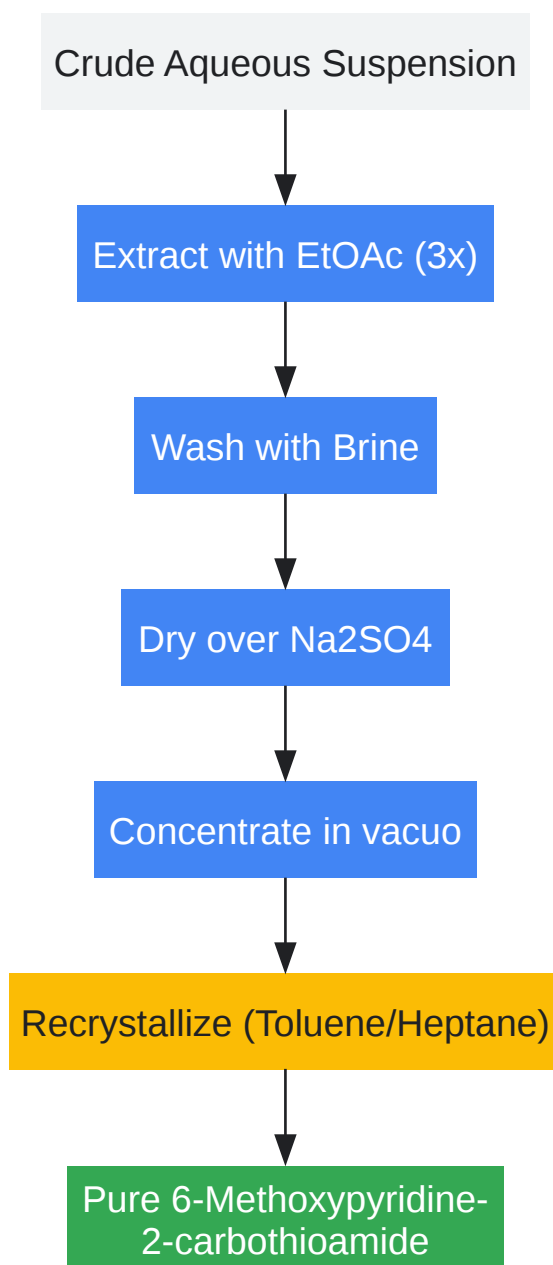 Crude Aqueous Suspension
Extract with EtOAc (3x)
Wash with Brine
Dry over Na2SO4
Concentrate in vacuo
Recrystallize (Toluene/Heptane)
Pure 6-Methoxypyridine-
2-carbothioamide